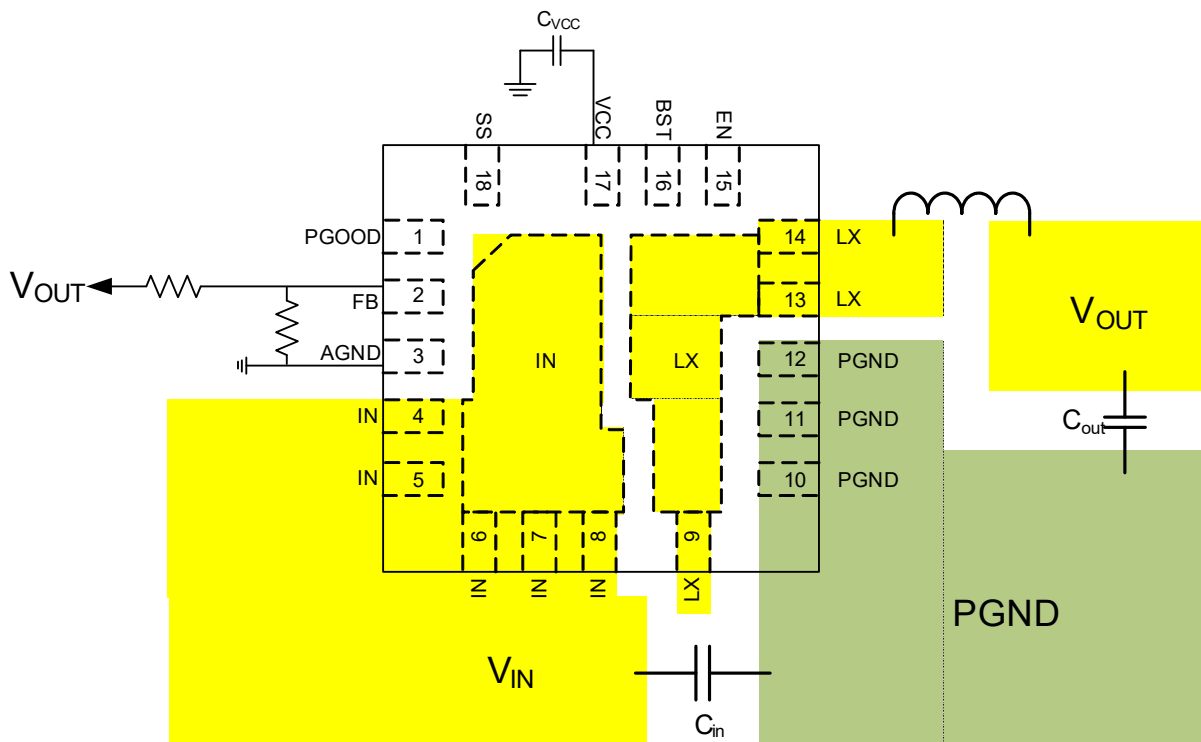 CVCC
SS
VCC
BST
EN
18
17
16
15
PGOOD
1
14
LX
VOUT
FB
2
13
LX
VOUT
AGND
3
IN
LX
12
PGND
IN
4
11
PGND
Cout
IN
5
10
PGND
6
7
8
9
IN
IN
IN
LX
PGND
VIN
Cin